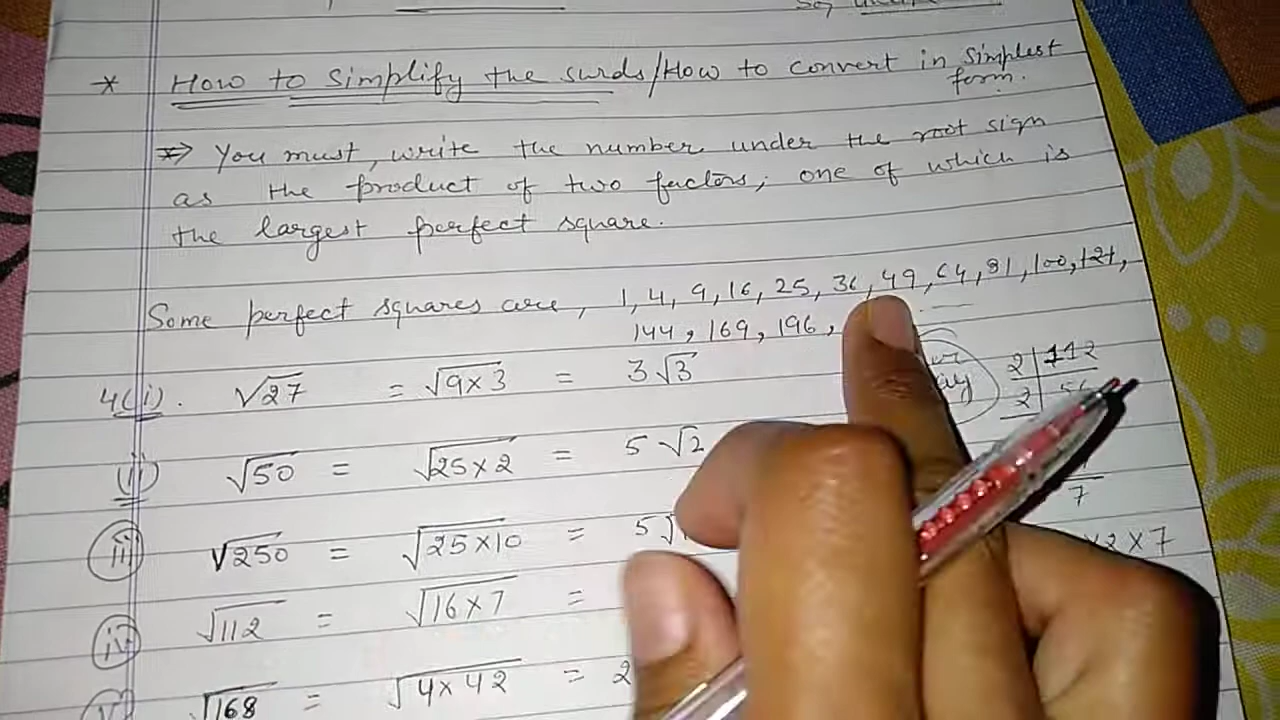 * How to simplify the surds/How to convert in simplest
form.
*⇒ You must, write the number under the root sign
as the product of two factors, one of which is
the largest perfect square.
Some perfect squares are, 1, 4, 9, 16, 25, 36, 49, 64, 81, 100, 121,
144, 169, 196,
4(i). √27 = √9×3 = 3√3
2 | 112
2 | 56
(ii) √50 = √25×2 = 5√2
7
(iii) √250 = √25×10 = 5√
×2×7
(iv) √112 = √16×7 =
√168 = √4×42 = 2